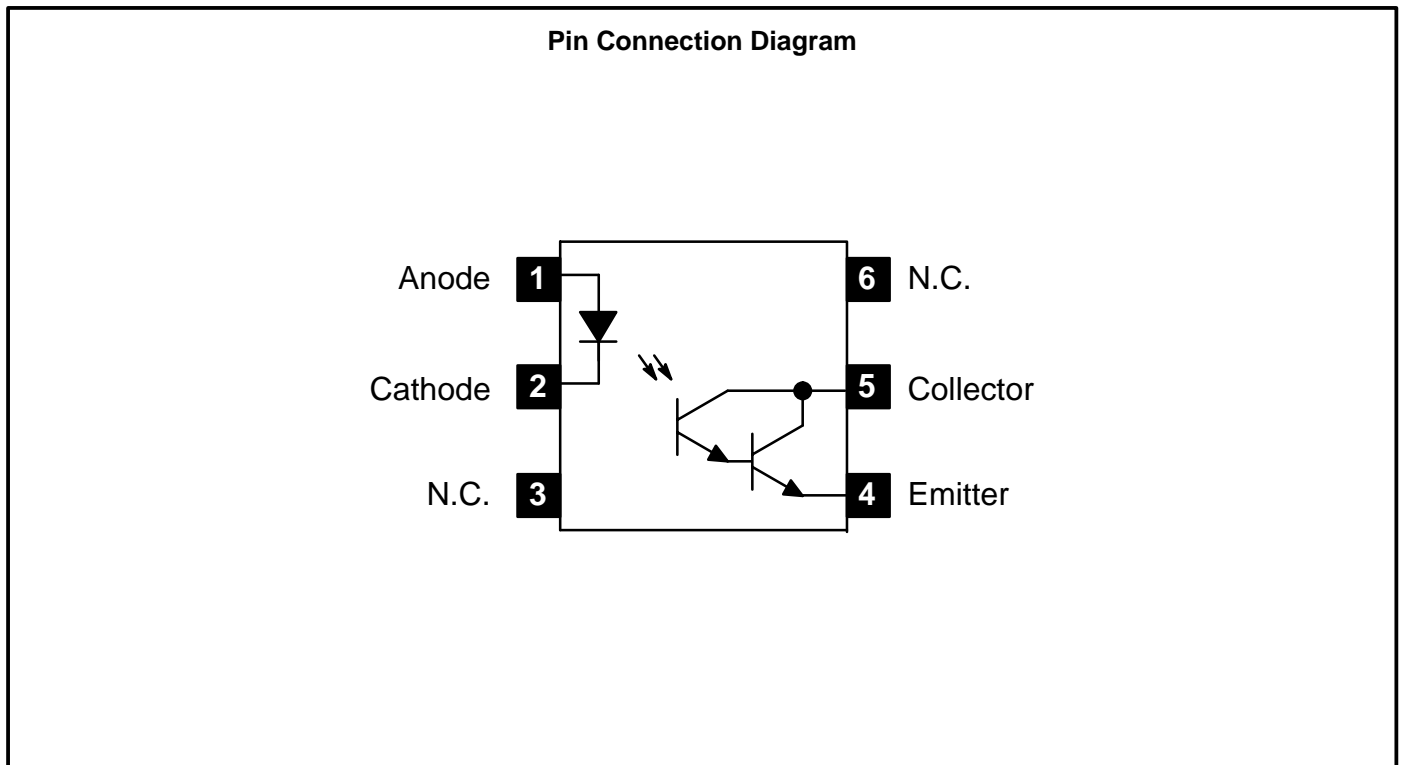 Pin Connection Diagram
Anode 1
6 N.C.
Cathode 2
5 Collector
N.C. 3
4 Emitter